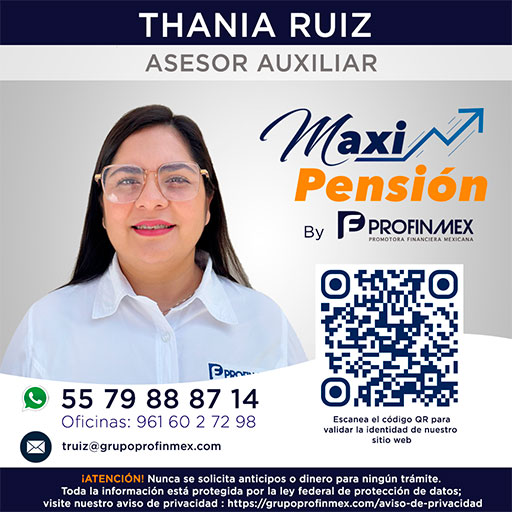 THANIA RUIZ
ASESOR AUXILIAR
Maxi
Pensión
By PROFINMEX
PROMOTORA FINANCIERA MEXICANA
PROFINM
55 79 88 87 14
Oficinas: 961 60 2 72 98
truiz@grupoprofinmex.com
Escanea el código QR para
validar la identidad de nuestro
sitio web
¡ATENCIÓN! Nunca se solicita anticipos o dinero para ningún trámite.
Toda la información está protegida por la ley federal de protección de datos;
visite nuestro aviso de privacidad : https://grupoprofinmex.com/aviso-de-privacidad